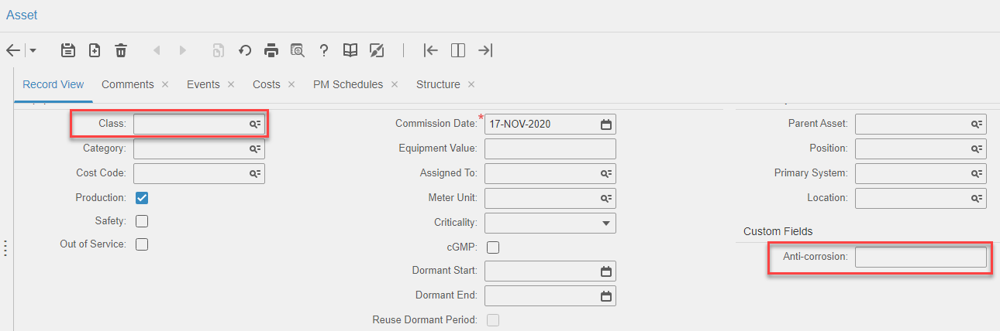 Asset
Record View Comments Events Costs PM Schedules Structure
Class:
Category:
Cost Code:
Production:
Safety:
Out of Service:
Commission Date: * 17-NOV-2020
Equipment Value:
Assigned To:
Meter Unit:
Criticality:
cGMP:
Dormant Start:
Dormant End:
Reuse Dormant Period:
Parent Asset:
Position:
Primary System:
Location:
Custom Fields
Anti-corrosion: